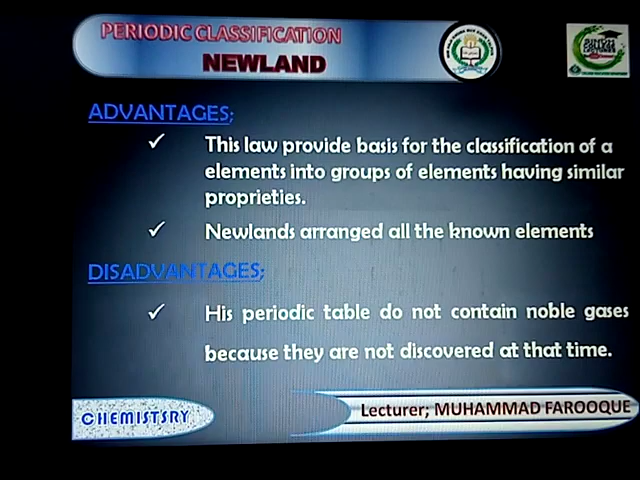 PERIODIC CLASSIFICATION
NEWLAND
ADVANTAGES;
✓ This law provide basis for the classification of a
elements into groups of elements having similar
proprieties.
✓ Newlands arranged all the known elements
DISADVANTAGES;
✓ His periodic table do not contain noble gases
because they are not discovered at that time.
CHEMISTSRY
Lecturer; MUHAMMAD FAROOQUE